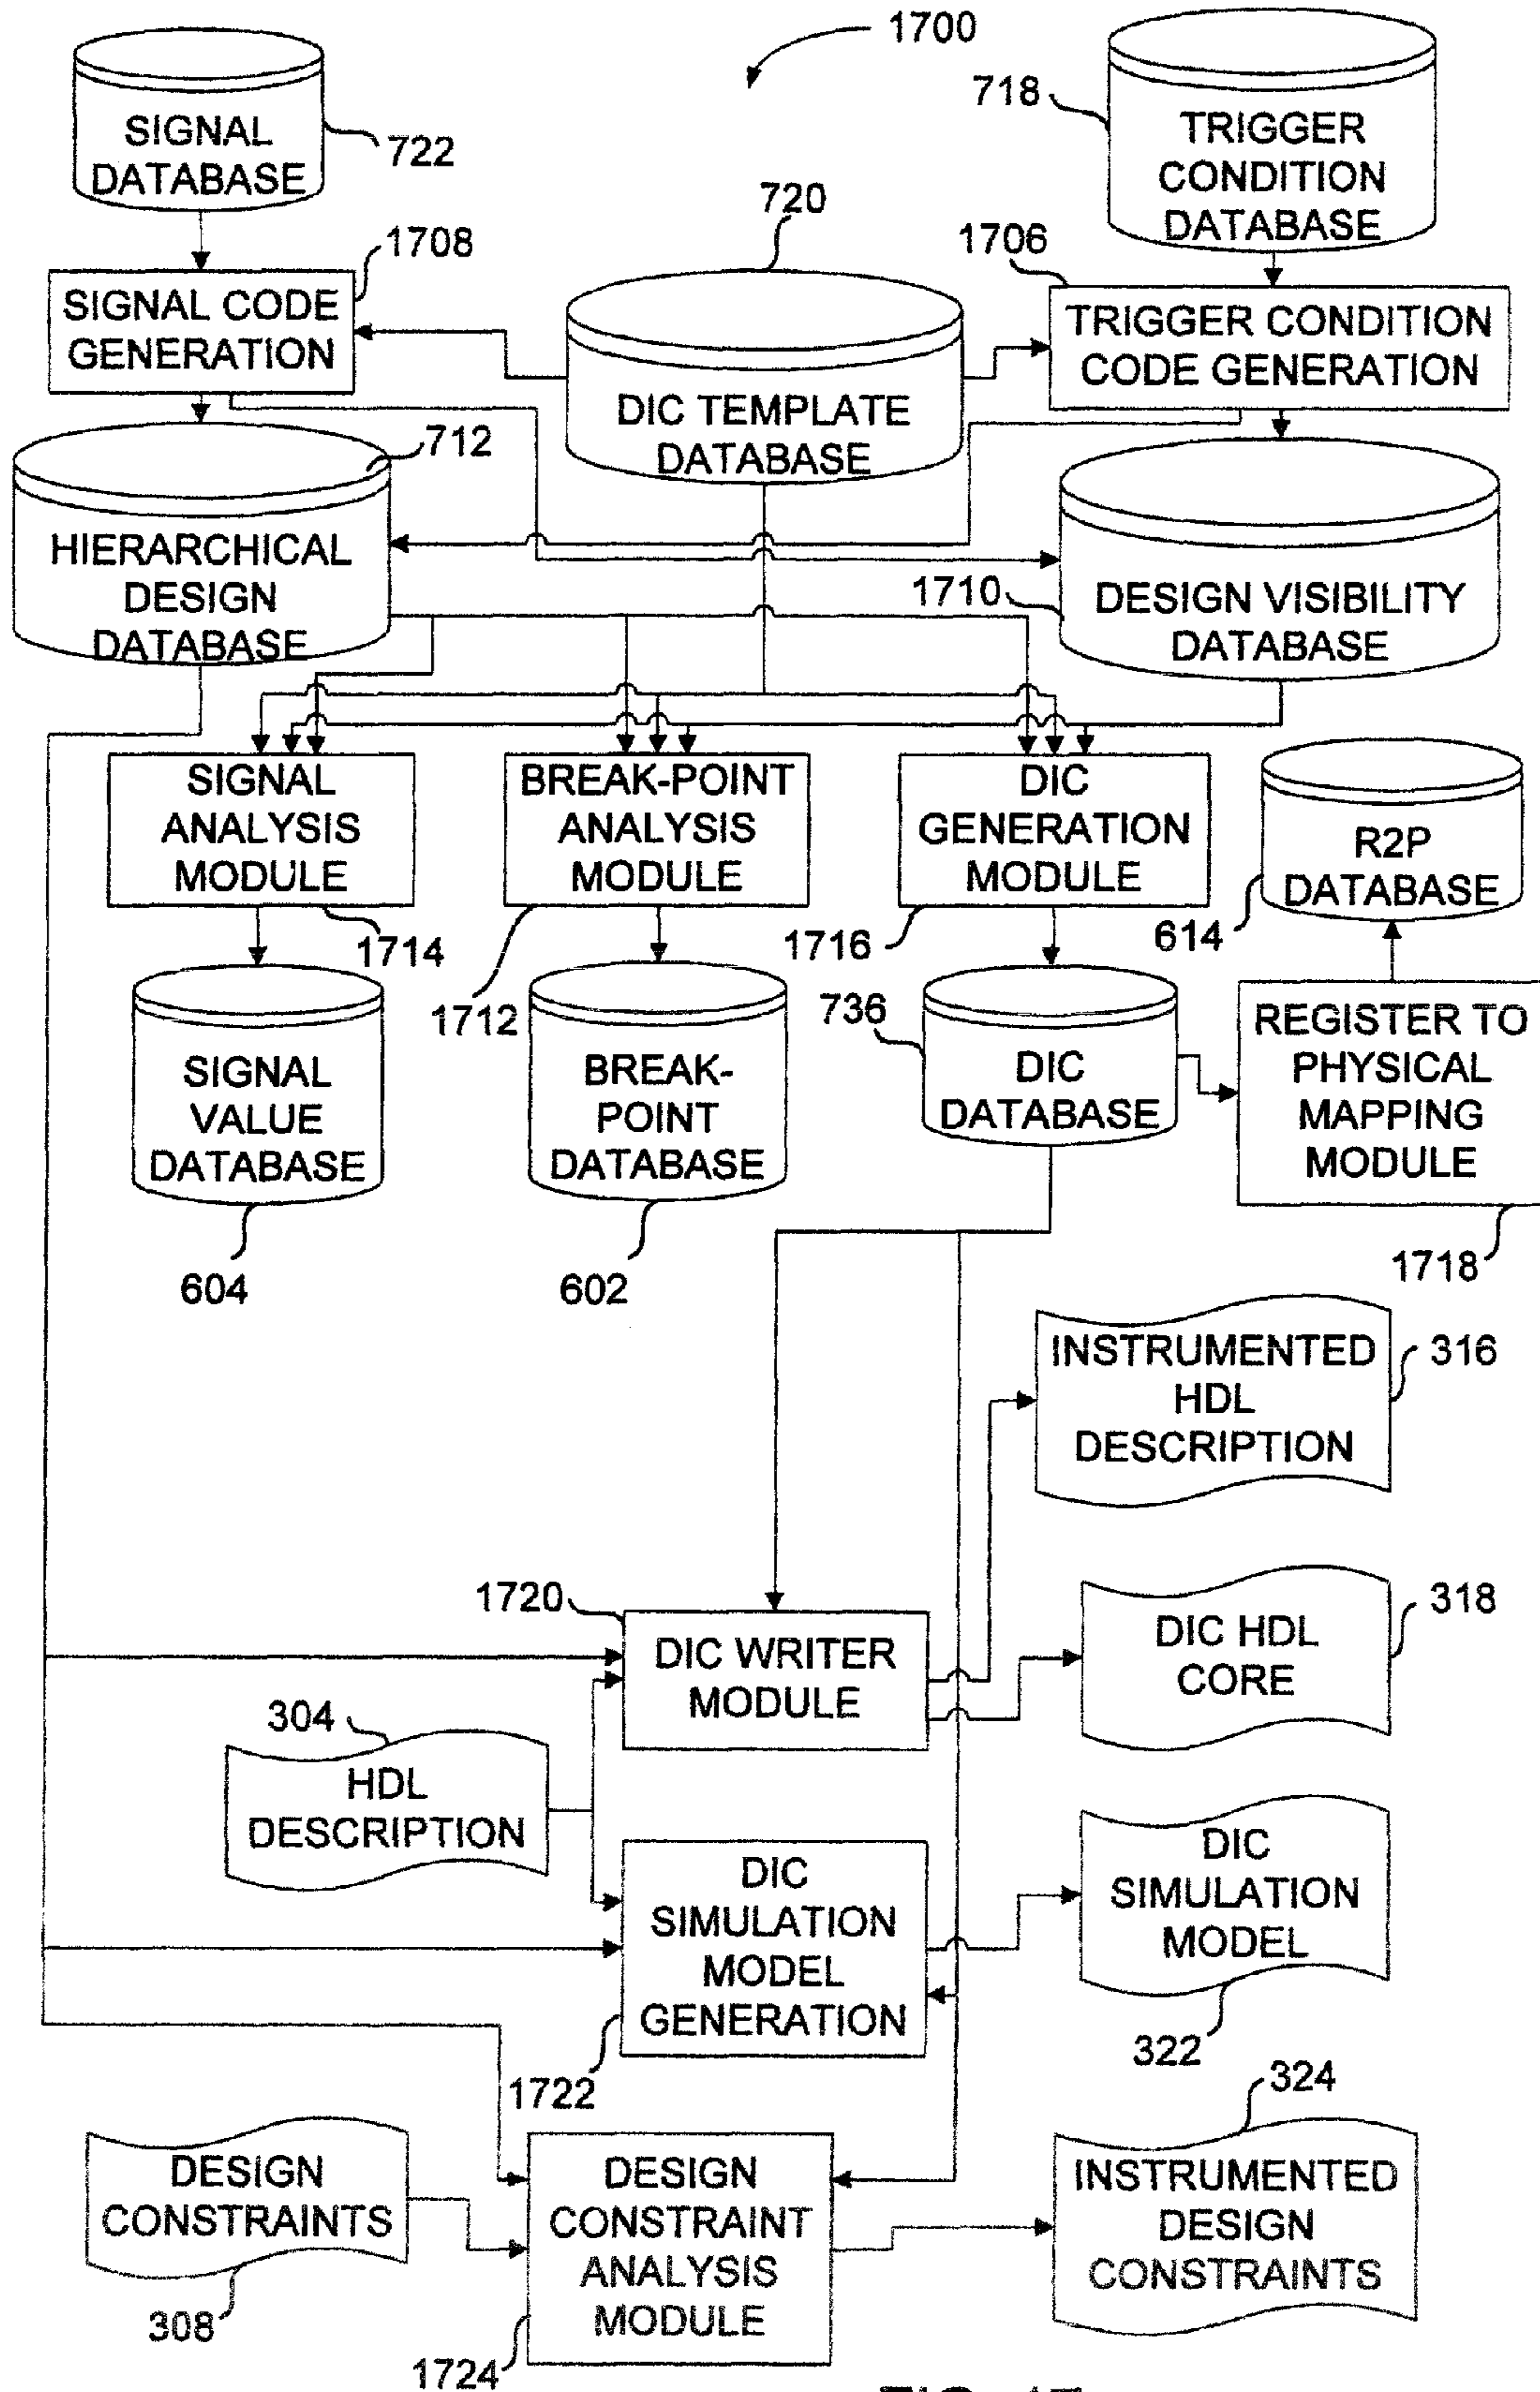 1700
SIGNAL
DATABASE
722
718
TRIGGER
CONDITION
DATABASE
720
1708
1706
SIGNAL CODE
GENERATION
DIC TEMPLATE
DATABASE
TRIGGER CONDITION
CODE GENERATION
712
HIERARCHICAL
DESIGN
DATABASE
1710
DESIGN VISIBILITY
DATABASE
SIGNAL
ANALYSIS
MODULE
1714
BREAK-POINT
ANALYSIS
MODULE
1712
DIC
GENERATION
MODULE
1716
R2P
DATABASE
614
SIGNAL
VALUE
DATABASE
604
BREAK-
POINT
DATABASE
602
736
DIC
DATABASE
REGISTER TO
PHYSICAL
MAPPING
MODULE
1718
INSTRUMENTED
HDL
DESCRIPTION
316
1720
DIC WRITER
MODULE
DIC HDL
CORE
318
304
HDL
DESCRIPTION
DIC
SIMULATION
MODEL
GENERATION
1722
DIC
SIMULATION
MODEL
322
DESIGN
CONSTRAINTS
308
DESIGN
CONSTRAINT
ANALYSIS
MODULE
1724
324
INSTRUMENTED
DESIGN
CONSTRAINTS